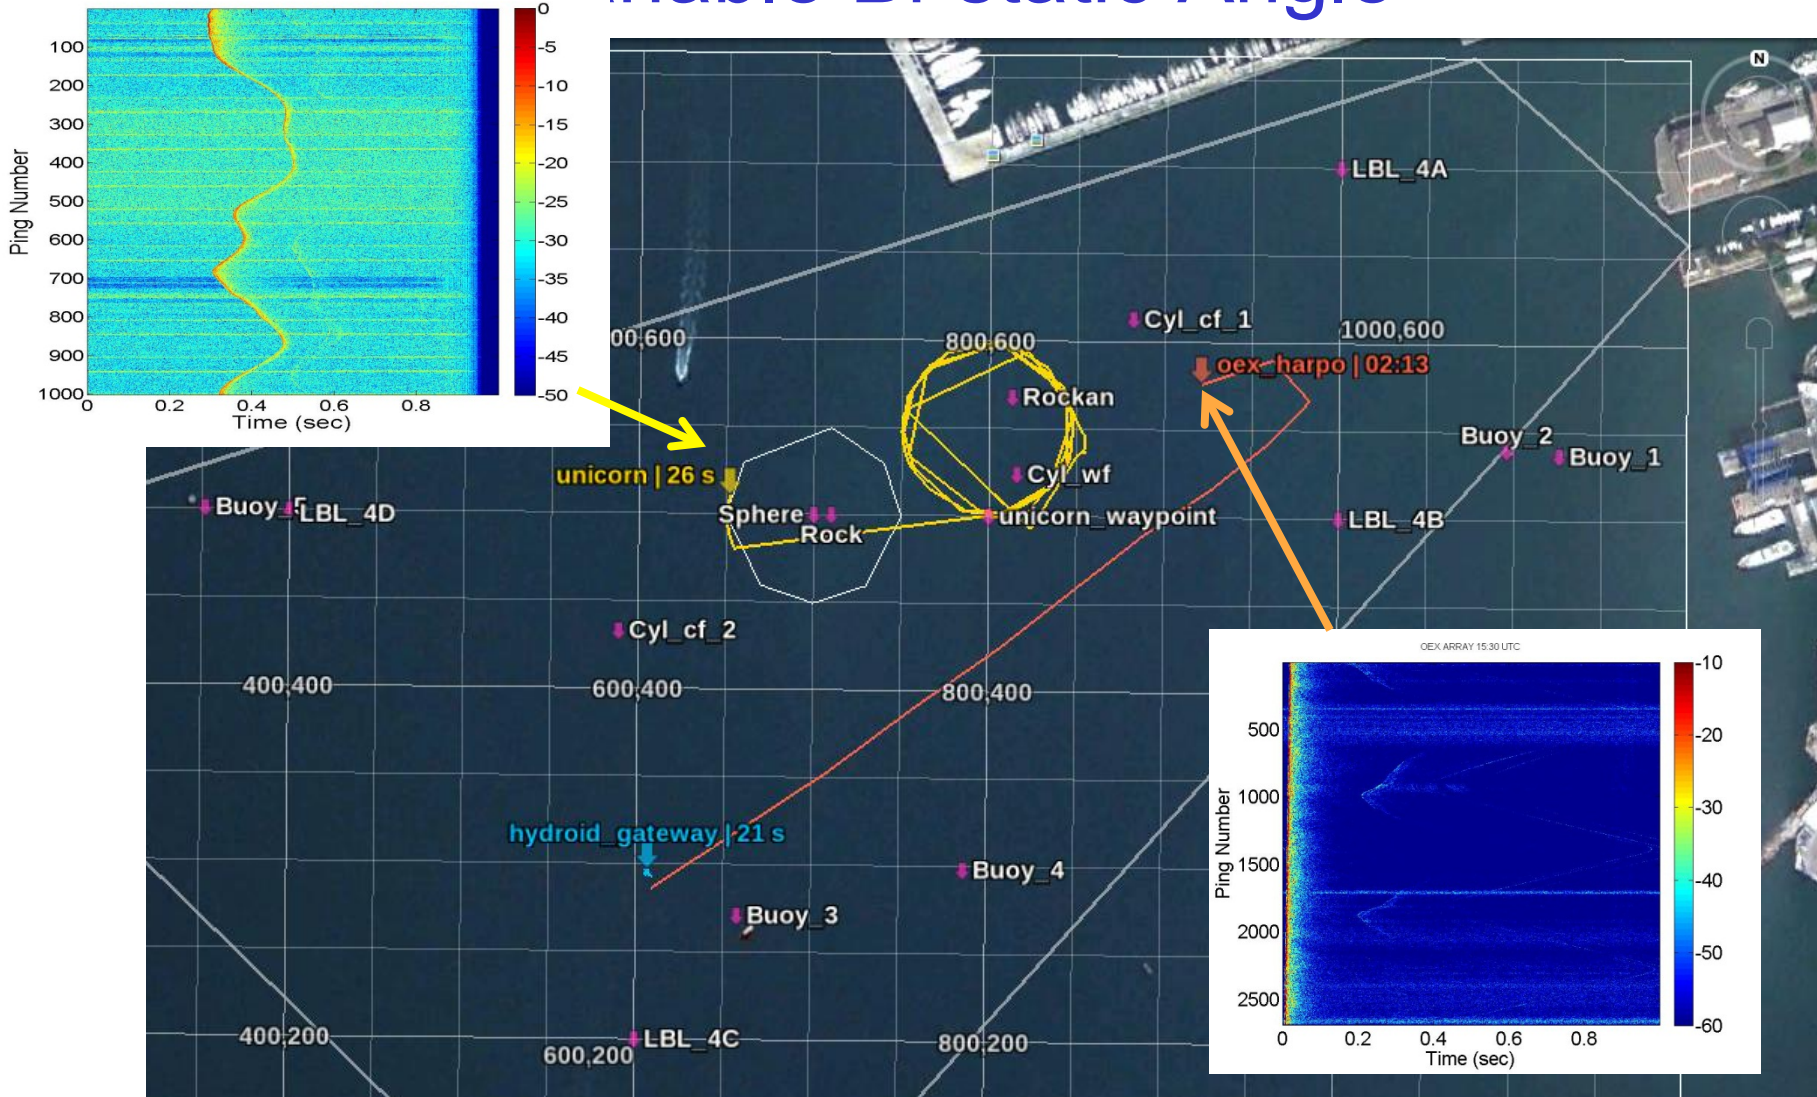 Bi-static Angle
0
-5
-10
-15
-20
-25
-30
-35
-40
-45
-50
100
200
300
400
500
600
700
800
900
1000
Ping Number
0
0.2
0.4
0.6
0.8
Time (sec)
N
LBL_4A
Cyl_cf_1
00,600
800,600
1000,600
oex_harpo | 02:13
Rockan
Buoy_2
Buoy_1
unicorn | 26 s
Cyl_wf
Buoy_5
LBL_4D
Sphere
Rock
unicorn_waypoint
LBL_4B
Cyl_cf_2
400,400
600,400
800,400
hydroid_gateway | 21 s
Buoy_4
Buoy_3
400,200
600,200
LBL_4C
800,200
OEX ARRAY 15:30 UTC
-10
-20
-30
-40
-50
-60
500
1000
1500
2000
2500
Ping Number
0
0.2
0.4
0.6
0.8
Time (sec)